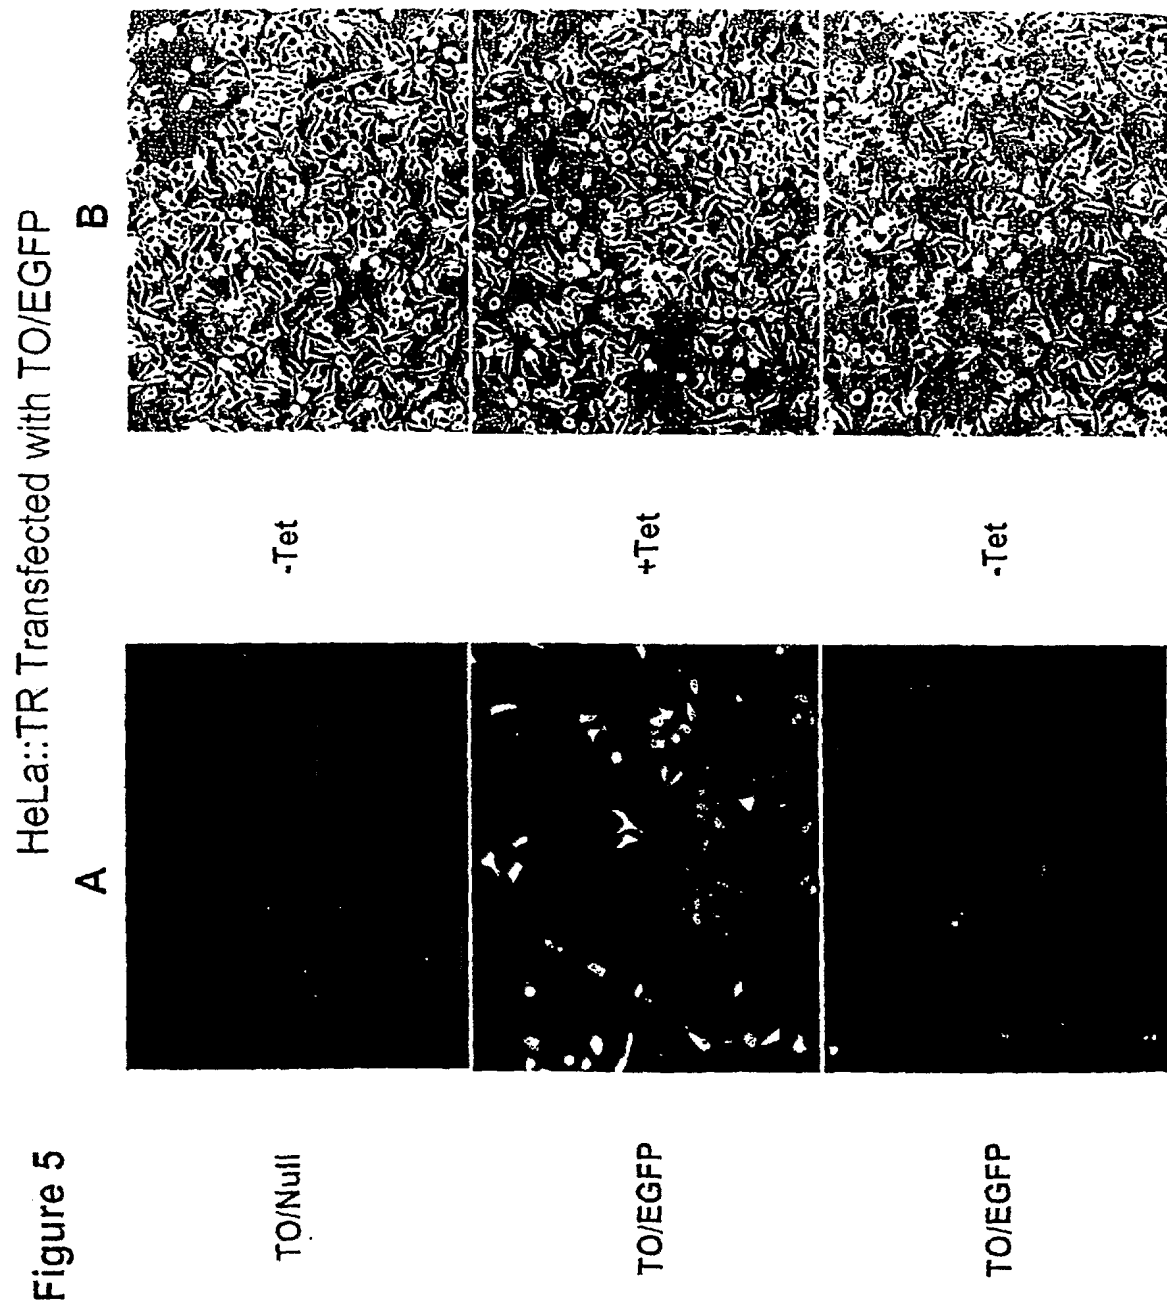 Figure 5
HeLa::TR Transfected with TO/EGFP
A
B
TO/Null
-Tet
TO/EGFP
+Tet
TO/EGFP
-Tet